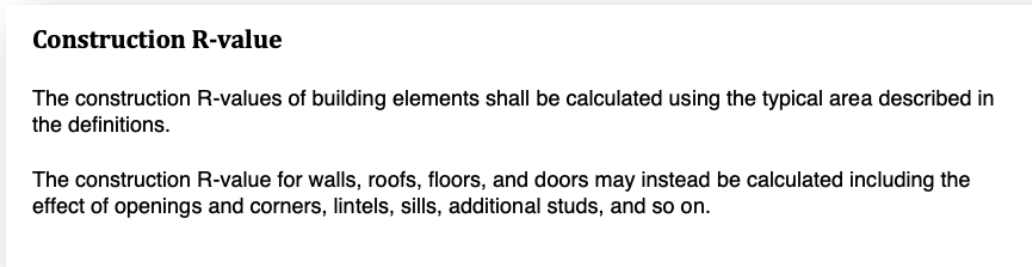 Construction R-value
The construction R-values of building elements shall be calculated using the typical area described in
the definitions.
The construction R-value for walls, roofs, floors, and doors may instead be calculated including the
effect of openings and corners, lintels, sills, additional studs, and so on.